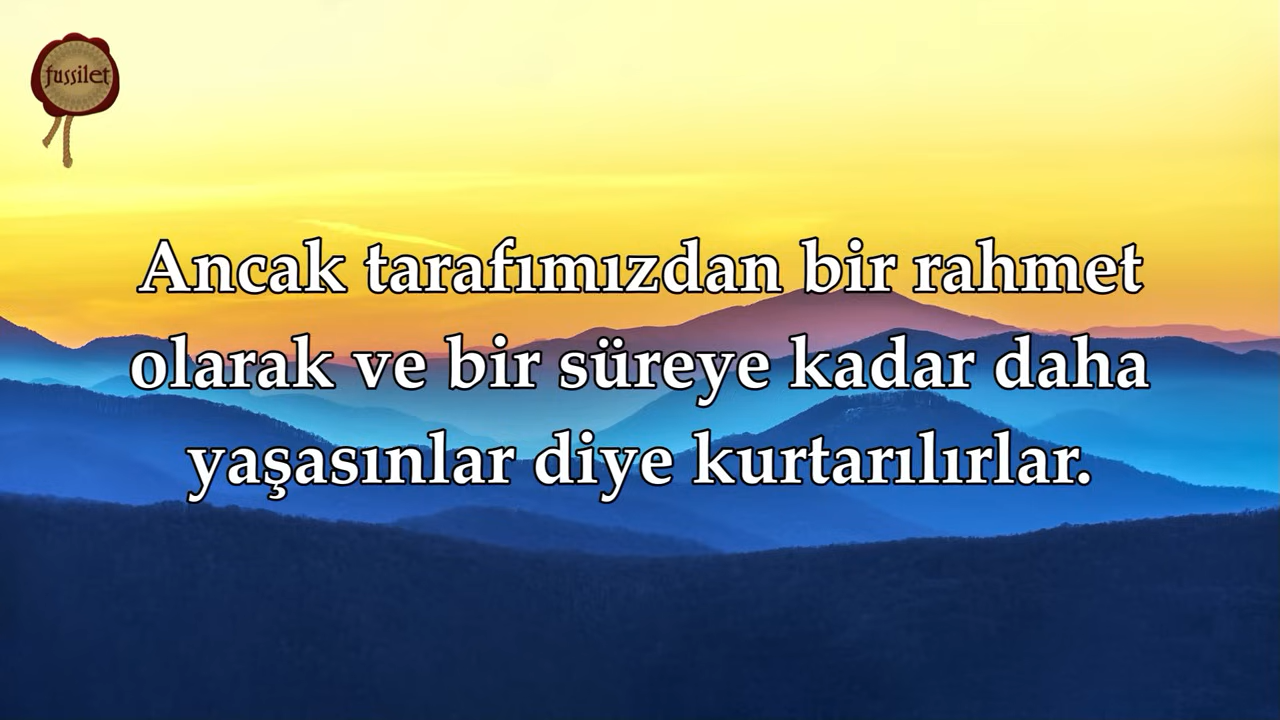 fussilet
Ancak tarafımızdan bir rahmet
olarak ve bir süreye kadar daha
yaşasınlar diye kurtarılırlar.